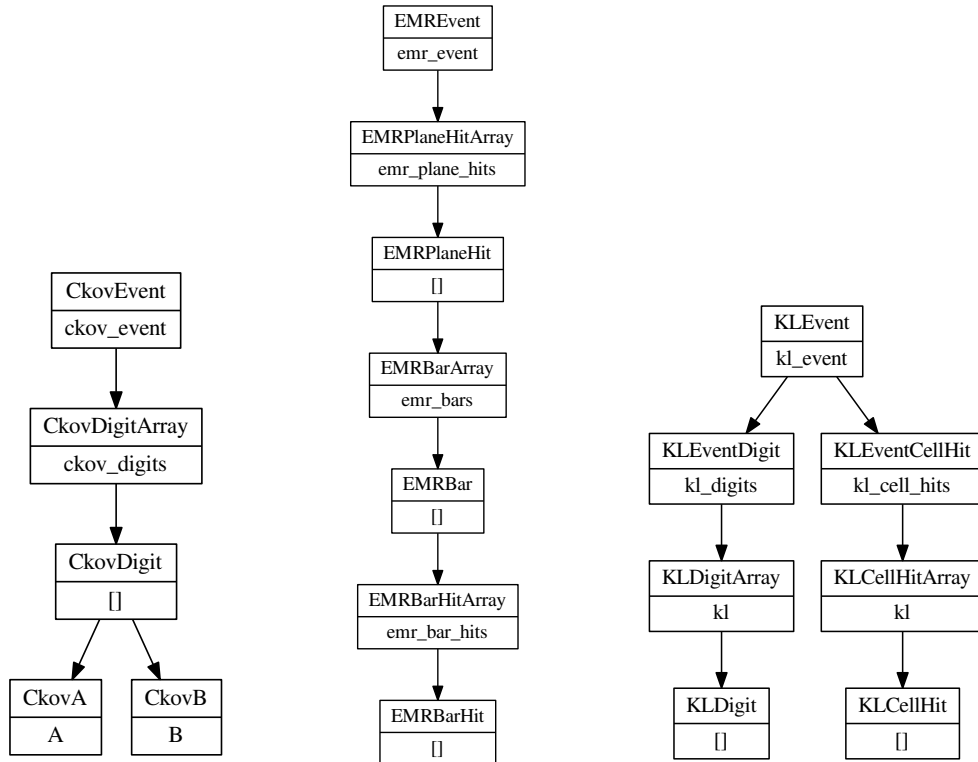 CkovEvent
ckov_event
CkovDigitArray
ckov_digits
CkovDigit
[]
CkovA
A
CkovB
B
EMREvent
emr_event
EMRPlaneHitArray
emr_plane_hits
EMRPlaneHit
[]
EMRBarArray
emr_bars
EMRBar
[]
EMRBarHitArray
emr_bar_hits
EMRBarHit
[]
KLEvent
kl_event
KLEventDigit
kl_digits
KLDigitArray
kl
KLDigit
[]
KLEventCellHit
kl_cell_hits
KLCellHitArray
kl
KLCellHit
[]